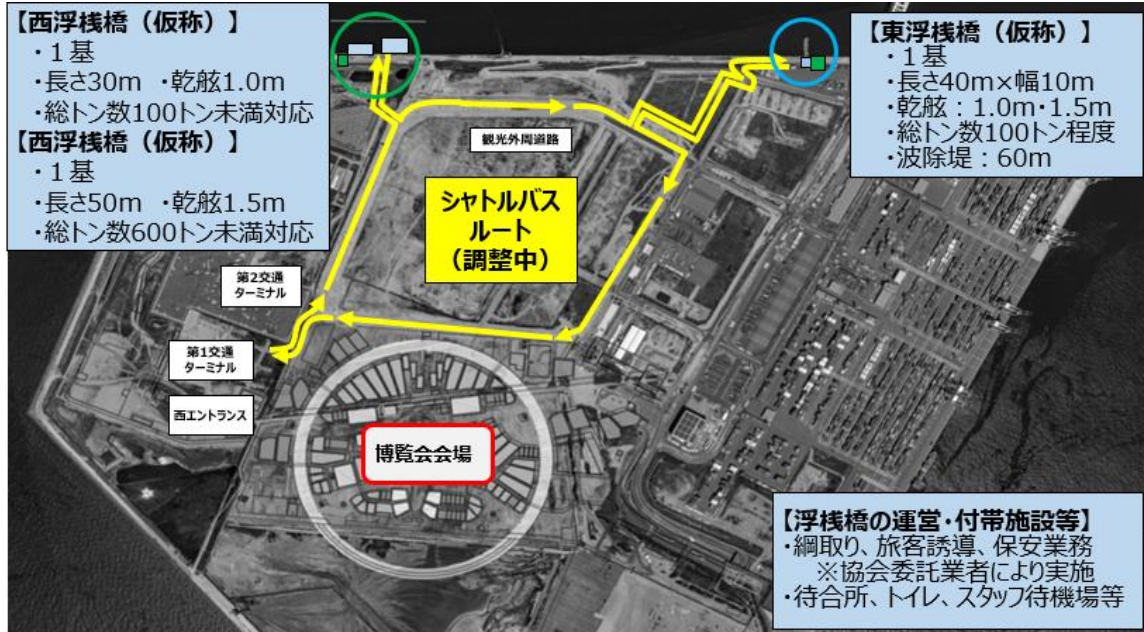 【西浮桟橋（仮称）】
・１基
・長さ30m ・乾舷1.0m
・総トン数100トン未満対応
【西浮桟橋（仮称）】
・１基
・長さ50m ・乾舷1.5m
・総トン数600トン未満対応
【東浮桟橋（仮称）】
・１基
・長さ40m×幅10m
・乾舷：1.0m・1.5m
・総トン数100トン程度
・波除堤：60m
観光外周道路
シャトルバス
ルート
（調整中）
第2交通
ターミナル
第1交通
ターミナル
西エントランス
博覧会会場
【浮桟橋の運営・付帯施設等】
・綱取り、旅客誘導、保安業務
※協会委託業者により実施
・待合所、トイレ、スタッフ待機場等